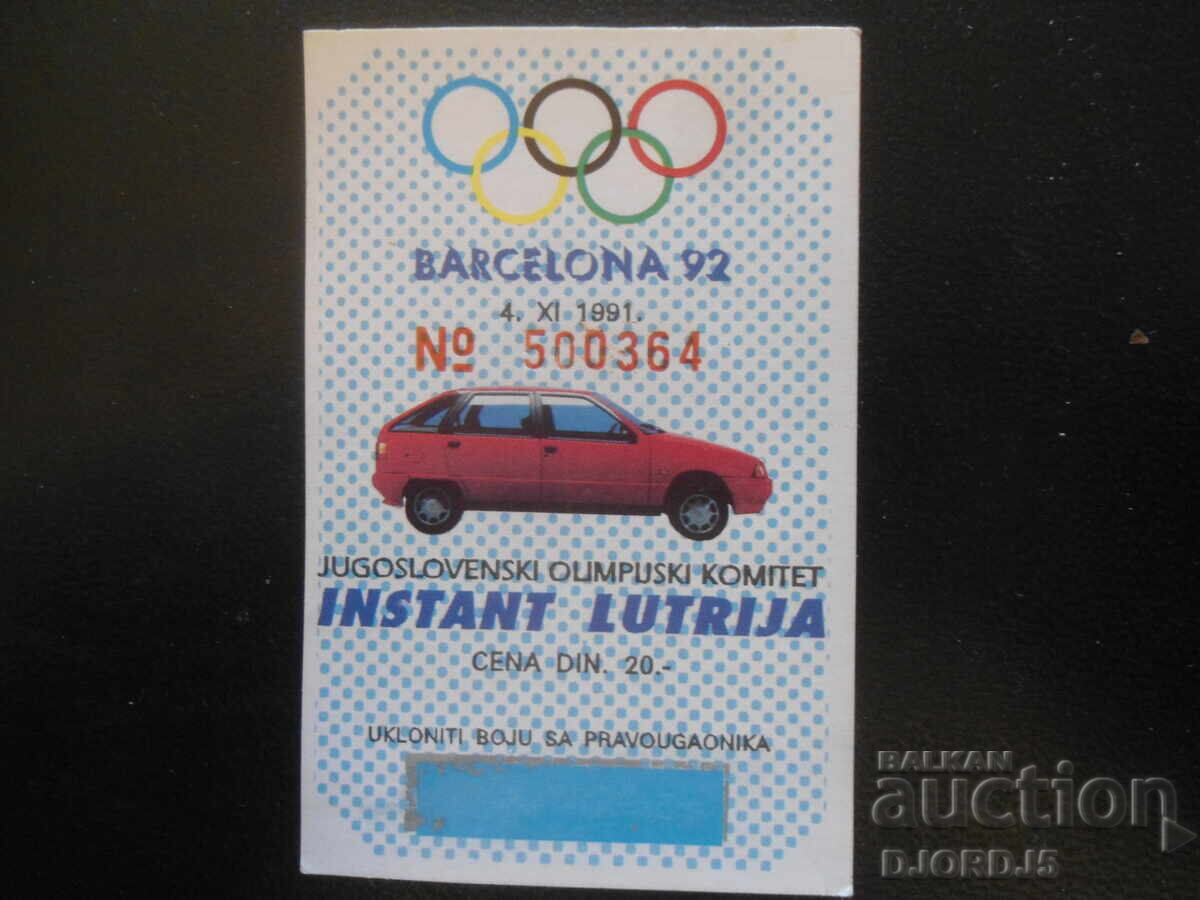 BARCELONA 92
4. XI 1991.
Nº 500364
JUGOSLOVENSKI OLIMPIJSKI KOMITET
INSTANT LUTRIJA
CENA DIN. 20.-
UKLONITI BOJU SA PRAVOUGAONIKA
BALKAN
auction
DJORDJ5